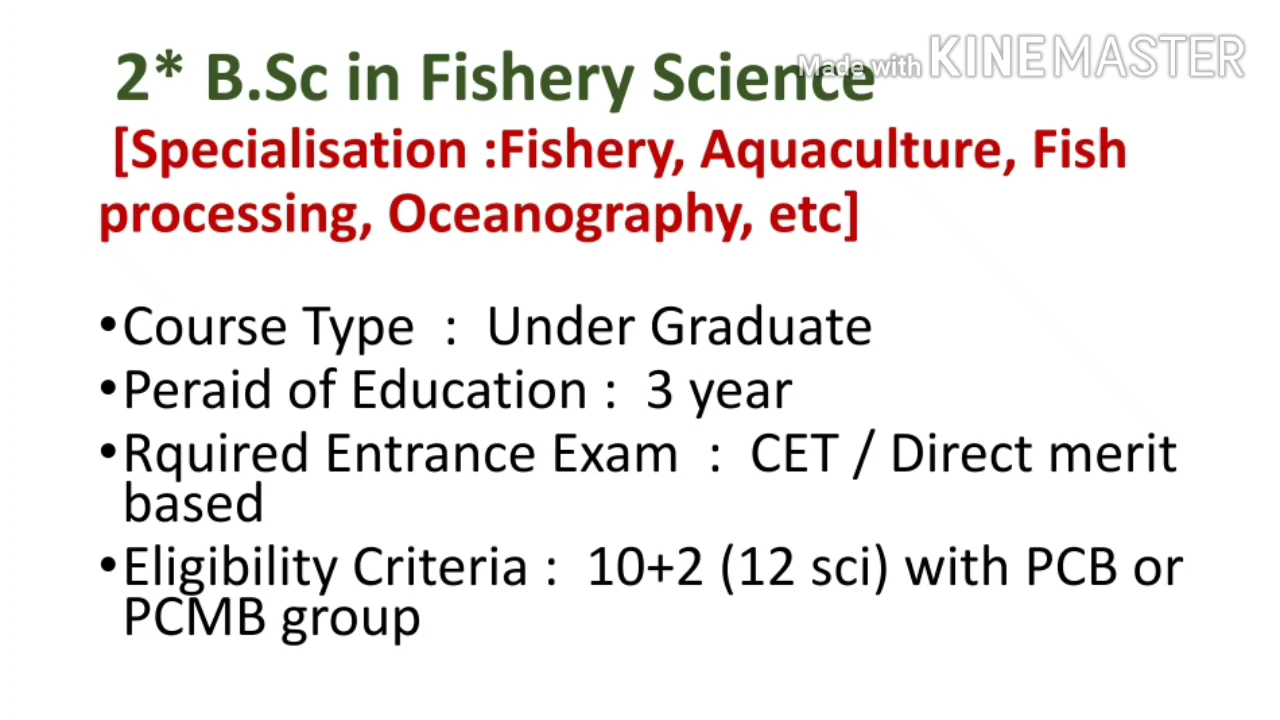 2* B.Sc in Fishery Science
Made with KINEMASTER
[Specialisation :Fishery, Aquaculture, Fish
processing, Oceanography, etc]
•Course Type : Under Graduate
•Peraid of Education : 3 year
•Rquired Entrance Exam : CET / Direct merit
based
•Eligibility Criteria : 10+2 (12 sci) with PCB or
PCMB group